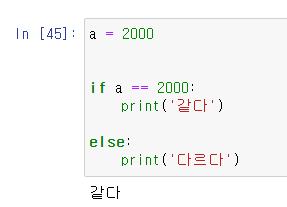 In [45]: a = 2000
if a == 2000:
    print('같다')
else:
    print('다르다')
같다